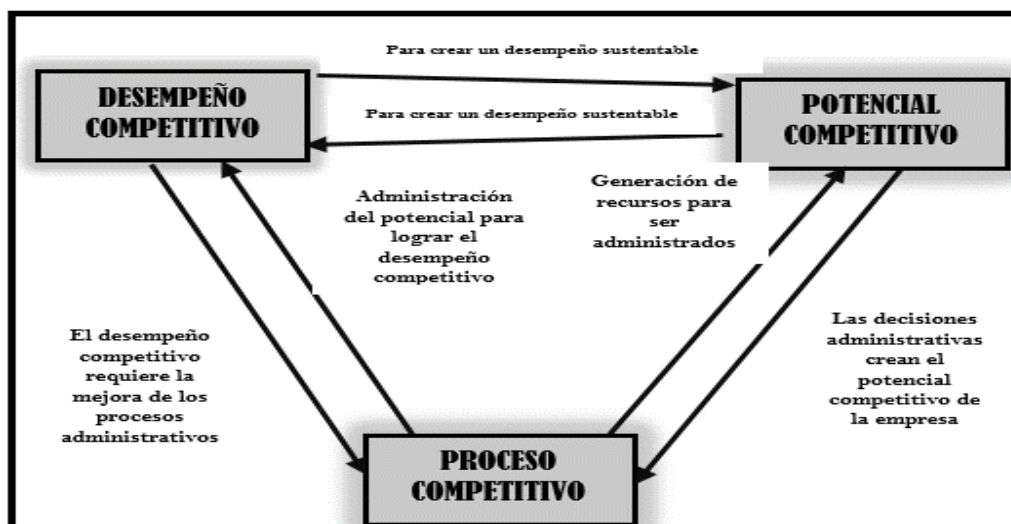 Para crear un desempeño sustentable
DESEMPEÑO
COMPETITIVO
POTENCIAL
COMPETITIVO
Para crear un desempeño sustentable
Administración
del potencial para
lograr el
desempeño
competitivo
Generación de
recursos para
ser
administrados
El desempeño
competitivo
requiere la
mejora de los
procesos
administrativos
Las decisiones
administrativas
crean el
potencial
competitivo de
la empresa
PROCESO
COMPETITIVO